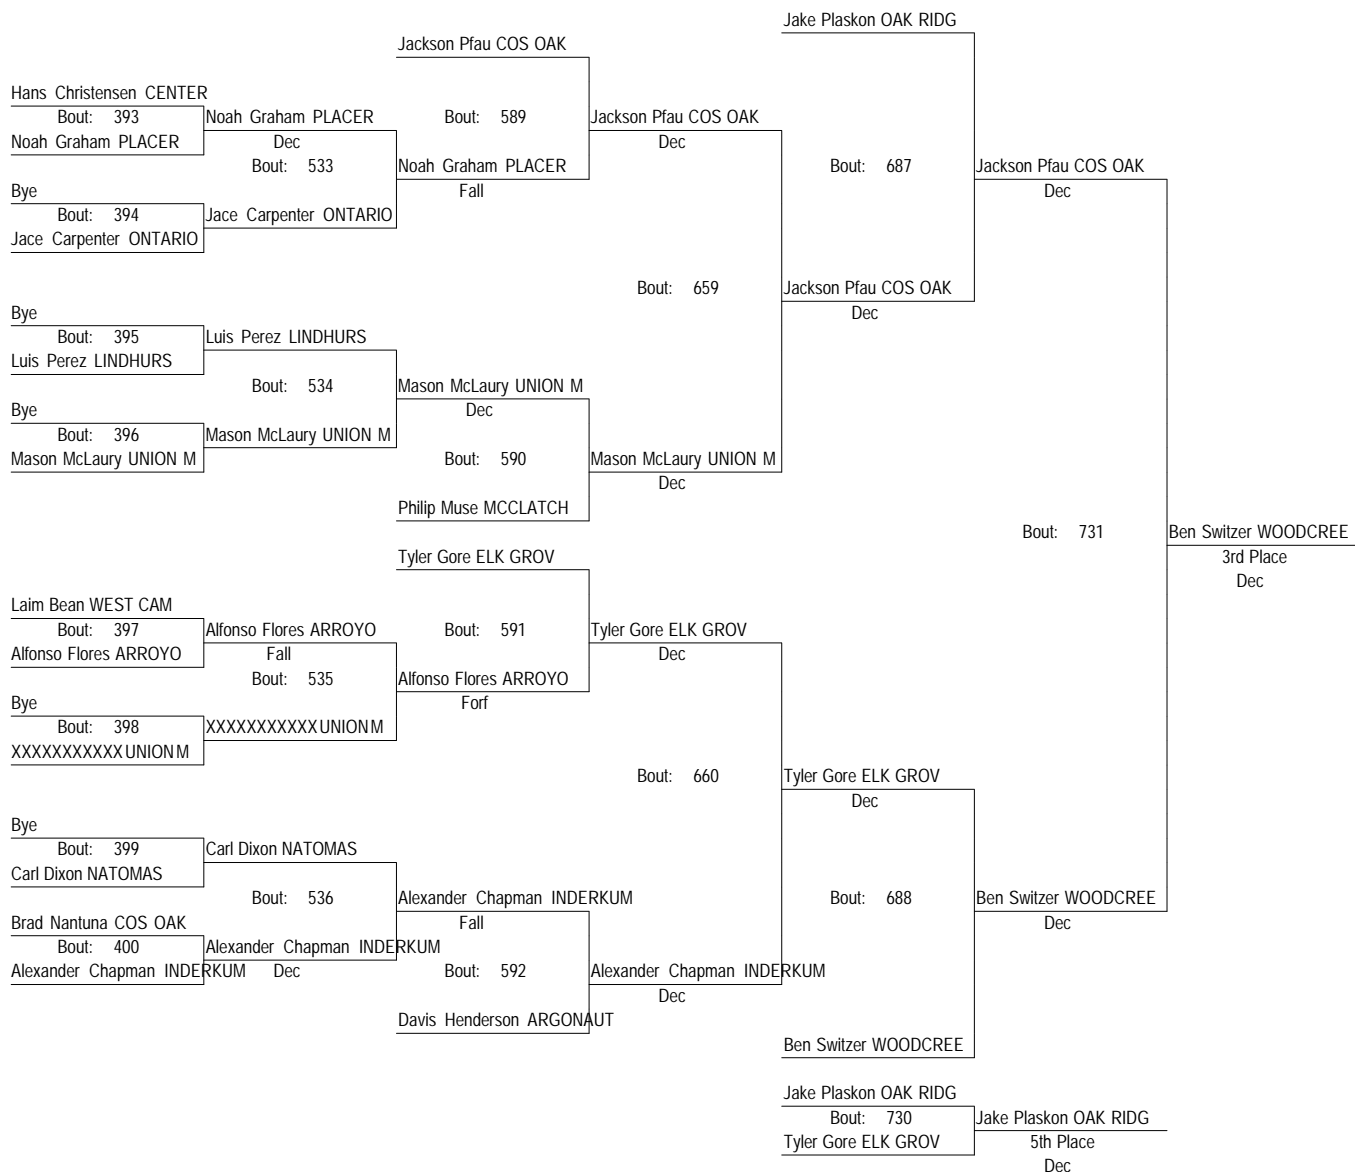 Jake Plaskon OAK RIDG
Jackson Pfau COS OAK
Hans Christensen CENTER
Bout: 393
Noah Graham PLACER
Noah Graham PLACER
Dec
Bout: 589
Jackson Pfau COS OAK
Dec
Bout: 533
Noah Graham PLACER
Fall
Bout: 687
Jackson Pfau COS OAK
Dec
Bye
Bout: 394
Jace Carpenter ONTARIO
Jace Carpenter ONTARIO
Bout: 659
Jackson Pfau COS OAK
Dec
Bye
Bout: 395
Luis Perez LINDHURS
Luis Perez LINDHURS
Bout: 534
Mason McLaury UNION M
Dec
Bye
Bout: 396
Mason McLaury UNION M
Mason McLaury UNION M
Bout: 590
Mason McLaury UNION M
Dec
Philip Muse MCCLATCH
Bout: 731
Ben Switzer WOODCREE
3rd Place
Dec
Tyler Gore ELK GROV
Laim Bean WEST CAM
Bout: 397
Alfonso Flores ARROYO
Alfonso Flores ARROYO
Fall
Bout: 591
Tyler Gore ELK GROV
Dec
Bout: 535
Alfonso Flores ARROYO
Forf
Bye
Bout: 398
XXXXXXXXXXX UNION M
XXXXXXXXXXX UNION M
Bout: 660
Tyler Gore ELK GROV
Dec
Bye
Bout: 399
Carl Dixon NATOMAS
Carl Dixon NATOMAS
Bout: 536
Alexander Chapman INDERKUM
Fall
Bout: 688
Ben Switzer WOODCREE
Dec
Brad Nantuna COS OAK
Bout: 400
Alexander Chapman INDERKUM
Alexander Chapman INDERKUM
Dec
Bout: 592
Alexander Chapman INDERKUM
Dec
Davis Henderson ARGONAUT
Ben Switzer WOODCREE
Jake Plaskon OAK RIDG
Bout: 730
Tyler Gore ELK GROV
Jake Plaskon OAK RIDG
5th Place
Dec